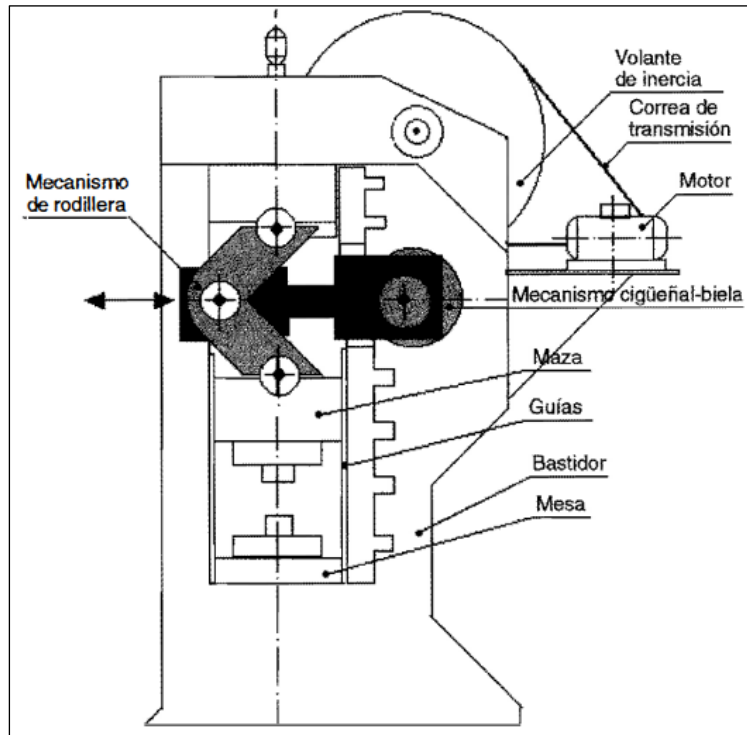 Volante
de inercia
Correa de
transmisión
Motor
Mecanismo
de rodillera
Mecanismo cigüeñal-biela
Maza
Guías
Bastidor
Mesa